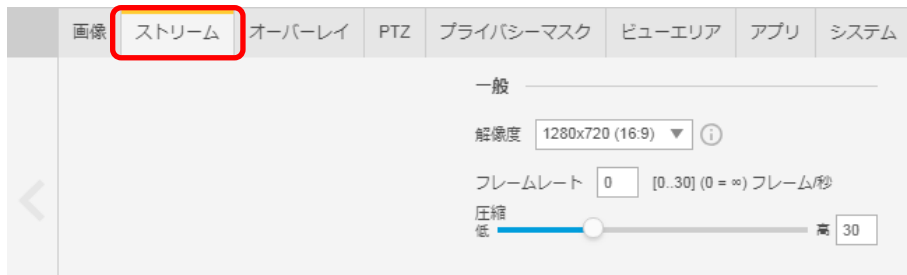 画像 ストリーム オーバーレイ PTZ プライバシーマスク ビューエリア アプリ システム
一般
解像度 1280x720 (16:9)
フレームレート 0 [0..30] (0 = ∞) フレーム/秒
圧縮
低 高 30